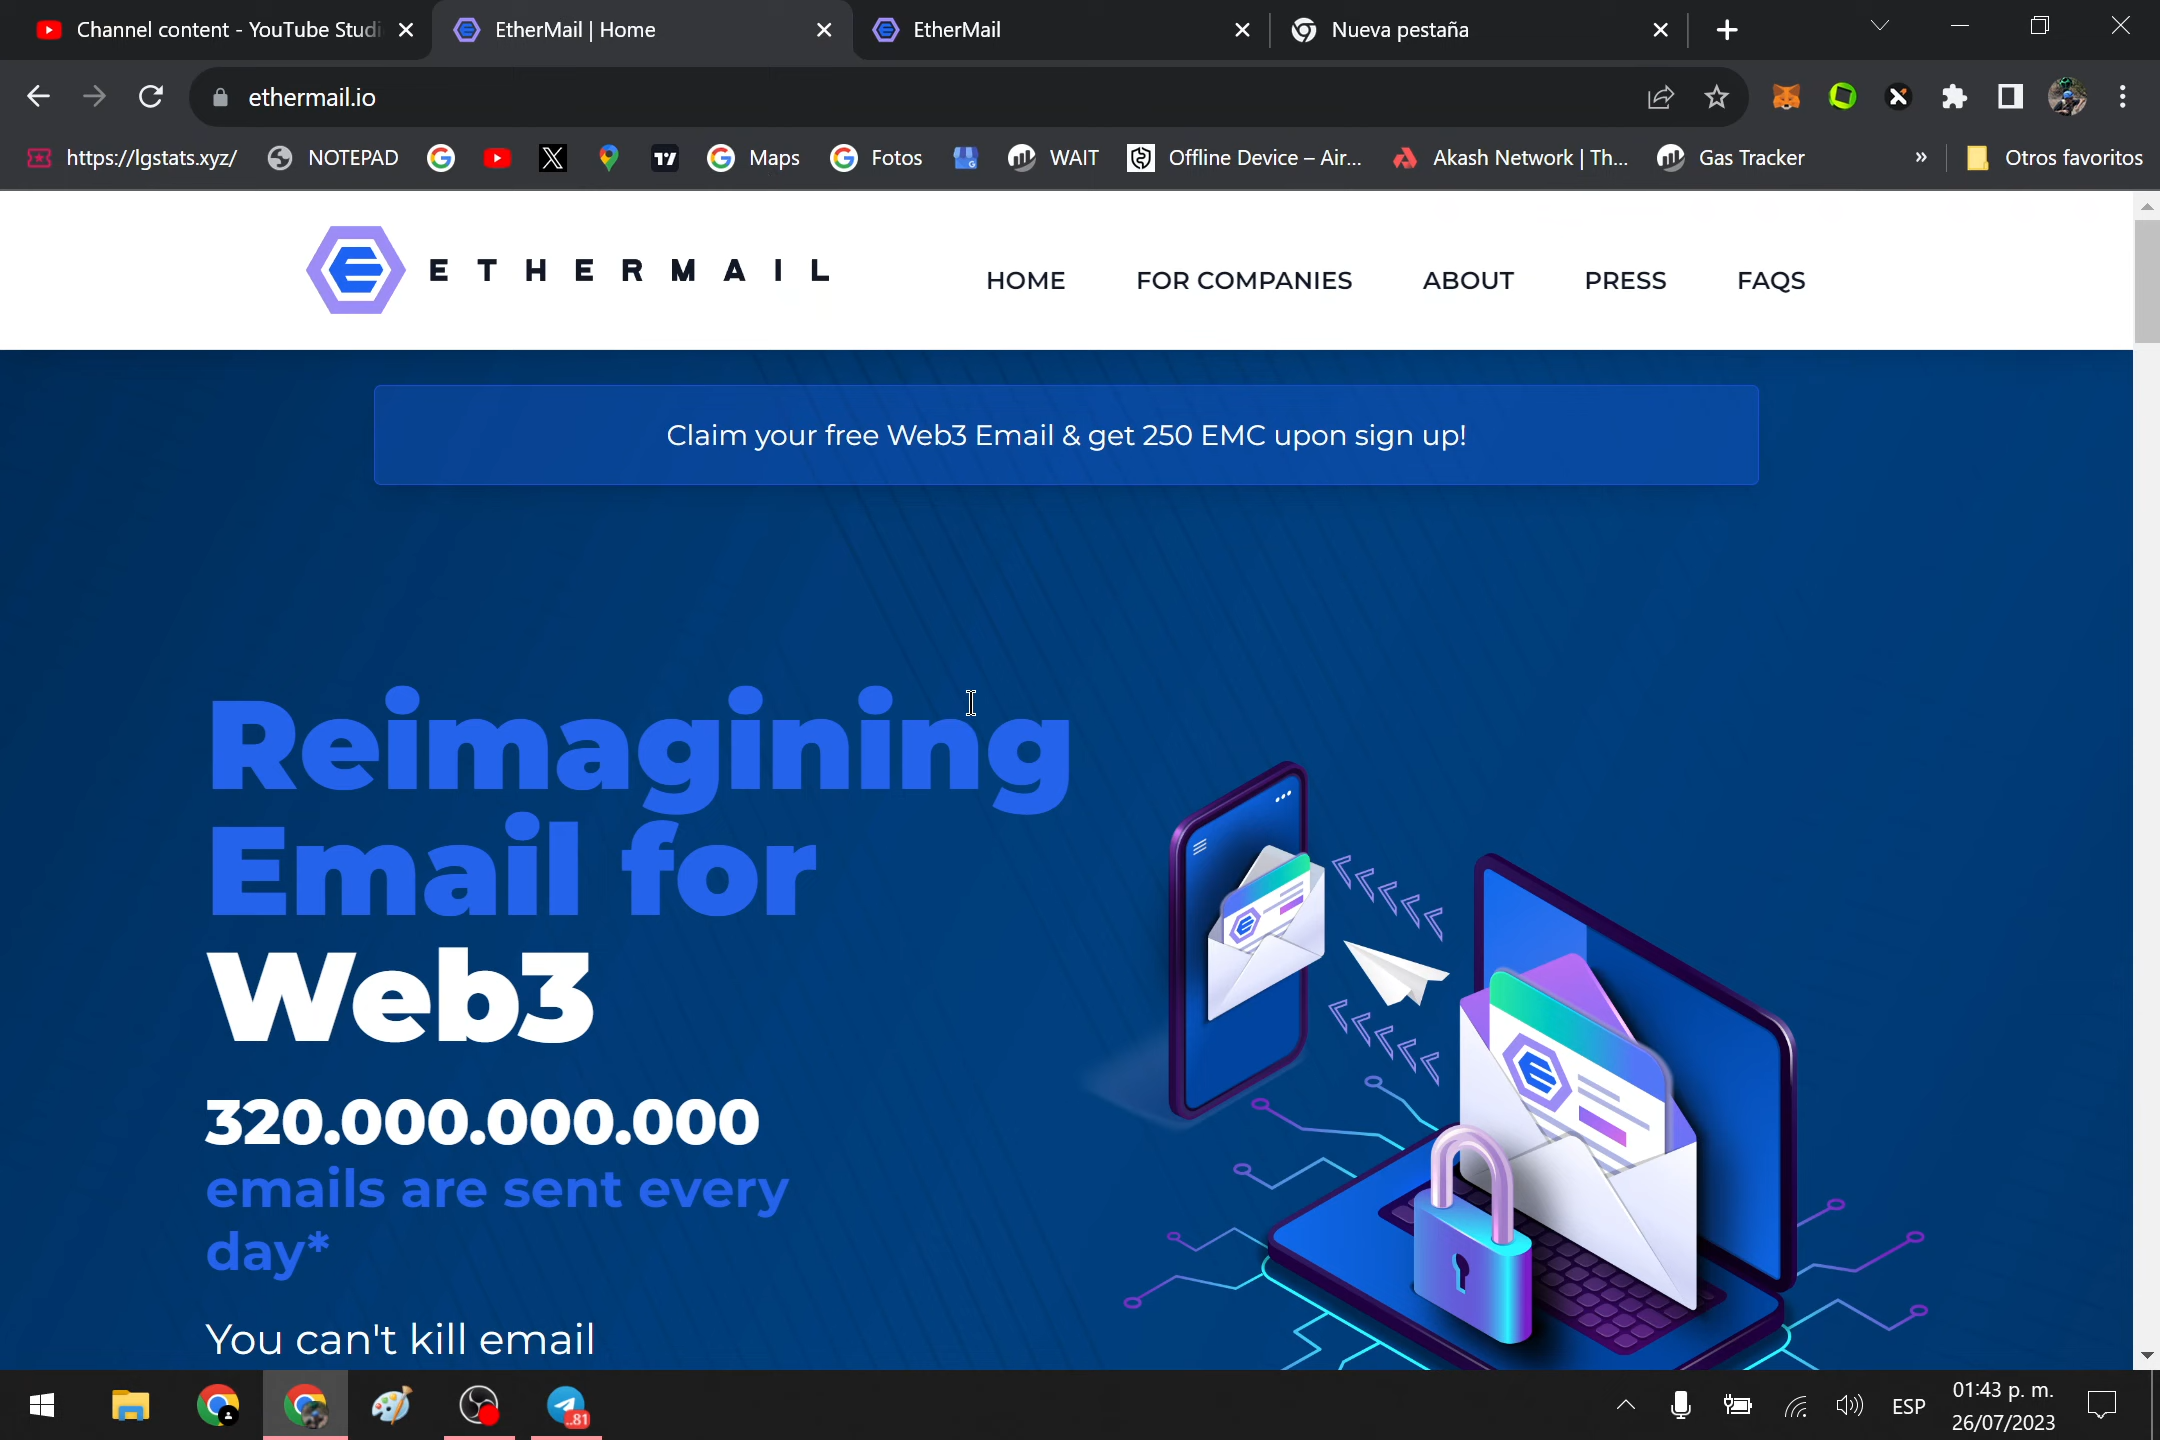 Channel content - YouTube Studi
EtherMail | Home
EtherMail
Nueva pestaña
ethermail.io
https://lgstats.xyz/
NOTEPAD
Maps
Fotos
WAIT
Offline Device – Air...
Akash Network | Th...
Gas Tracker
»
Otros favoritos
ETHERMAIL
HOME
FOR COMPANIES
ABOUT
PRESS
FAQS
Claim your free Web3 Email & get 250 EMC upon sign up!
Reimagining
Email for
Web3
320.000.000.000
emails are sent every
day*
You can't kill email
..81
ESP
01:43 p. m.
26/07/2023